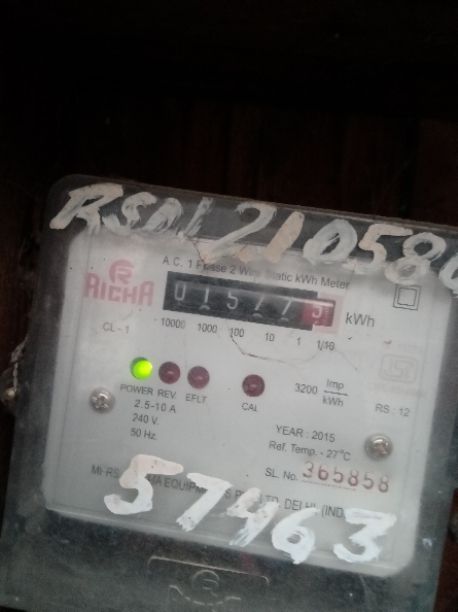 A.C. 1 Phase 2 Wire Static kWh Meter
RICHA
kWh
CL - 1
10000 1000 100 10 1 1/10
POWER REV. EFLT CAL
3200 Imp/kWh
RS : 12
2.5-10 A
240 V.
50 Hz.
YEAR : 2015
Ref. Temp. - 27°C
SL. No. 365858
DELHI
57463